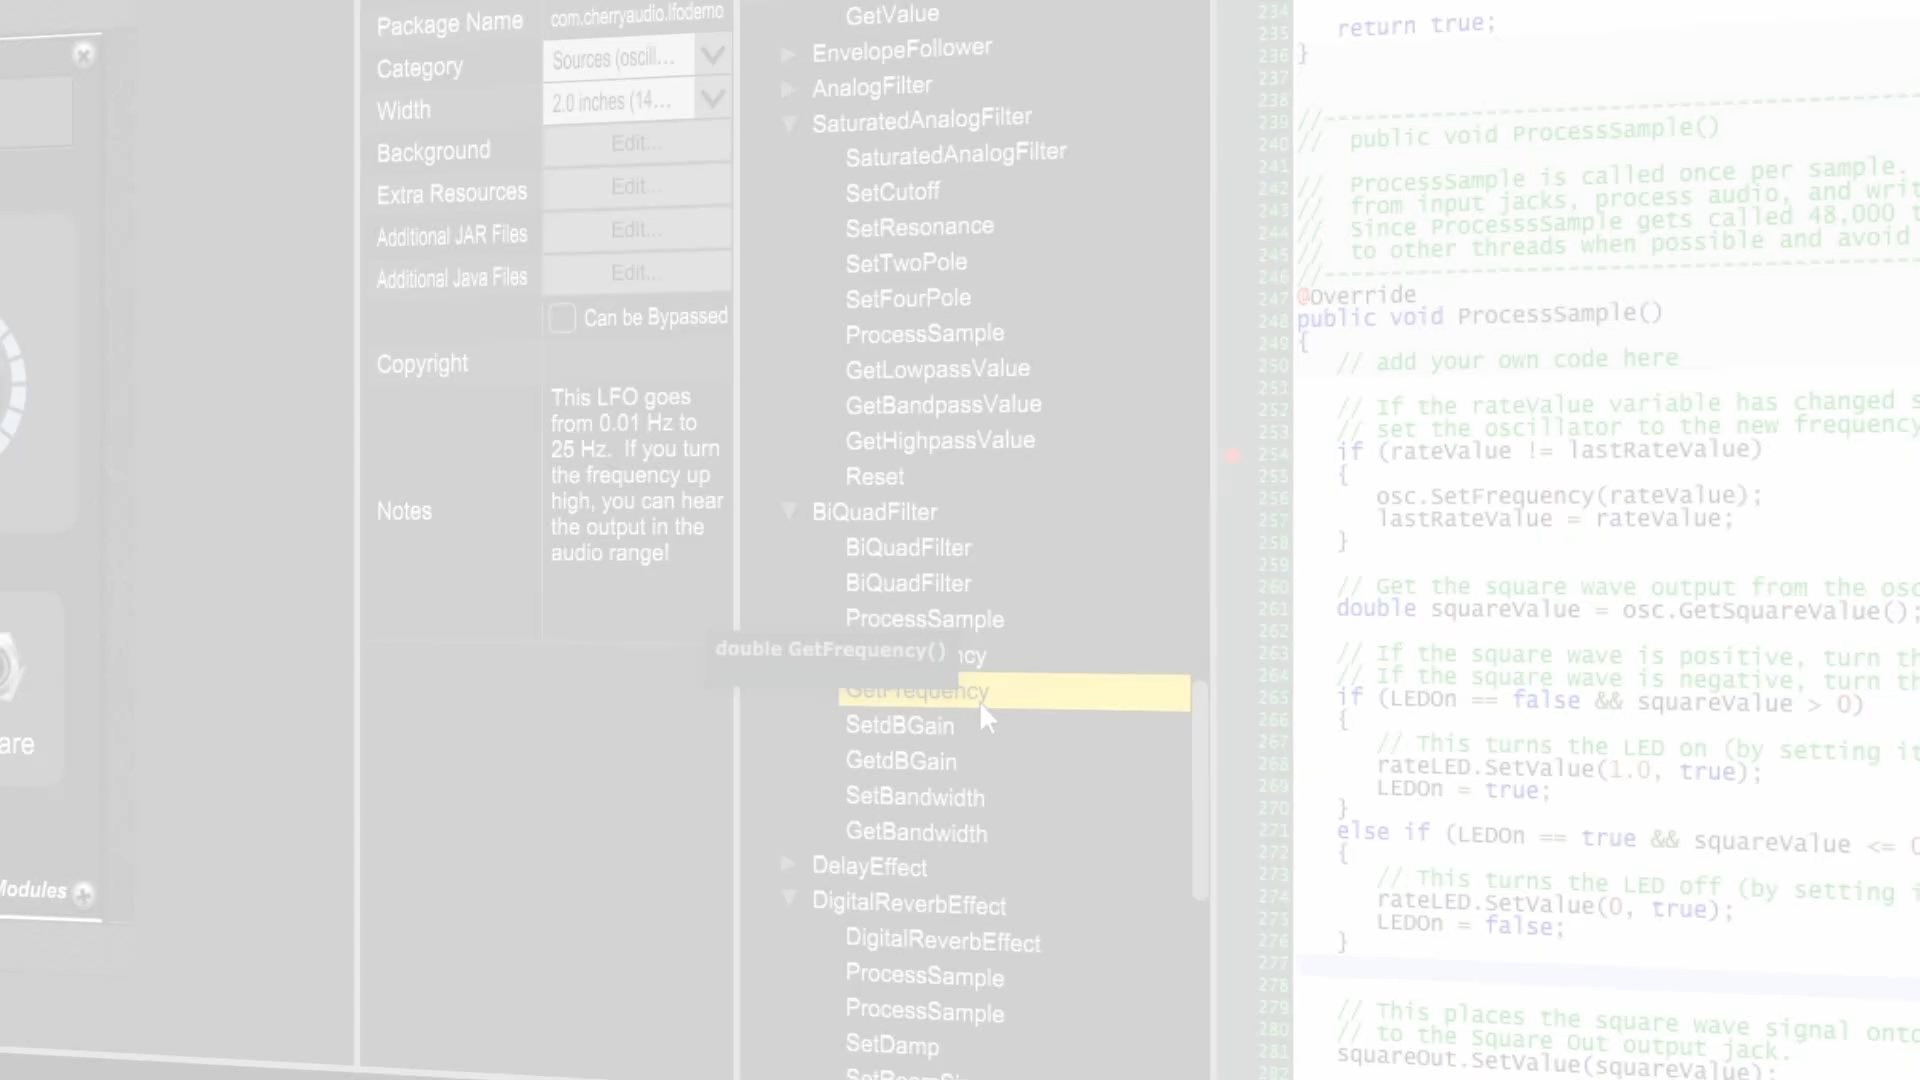 are
Modules
Package Name com.cherryaudio.lfodemo
Category Sources (oscill...
Width 2.0 inches (14...
Background Edit...
Extra Resources Edit...
Additional JAR Files Edit...
Additional Java Files Edit...
Can be Bypassed
Copyright
Notes
This LFO goes
from 0.01 Hz to
25 Hz. If you turn
the frequency up
high, you can hear
the output in the
audio range!
GetValue
EnvelopeFollower
AnalogFilter
SaturatedAnalogFilter
SaturatedAnalogFilter
SetCutoff
SetResonance
SetTwoPole
SetFourPole
ProcessSample
GetLowpassValue
GetBandpassValue
GetHighpassValue
Reset
BiQuadFilter
BiQuadFilter
BiQuadFilter
ProcessSample
double GetFrequency()
ncy
GetFrequency
SetdBGain
GetdBGain
SetBandwidth
GetBandwidth
DelayEffect
DigitalReverbEffect
DigitalReverbEffect
ProcessSample
ProcessSample
SetDamp
234
235 return true;
236 }
237
238
239 //
240 // public void ProcessSample()
241
242 // ProcessSample is called once per sample.
243 // from input jacks, process audio, and writ
244 // Since ProcesssSample gets called 48,000 t
245 // to other threads when possible and avoid
246 //
247 @Override
248 public void ProcessSample()
249 {
250 // add your own code here
251
252 // If the rateValue variable has changed s
253 // set the oscillator to the new frequency
254 if (rateValue != lastRateValue)
255 {
256 osc.SetFrequency(rateValue);
257 lastRateValue = rateValue;
258 }
259
260 // Get the square wave output from the osc
261 double squareValue = osc.GetSquareValue();
262
263 // If the square wave is positive, turn th
264 // If the square wave is negative, turn th
265 if (LEDOn == false && squareValue > 0)
266 {
267 // This turns the LED on (by setting it
268 rateLED.SetValue(1.0, true);
269 LEDOn = true;
270 }
271 else if (LEDOn == true && squareValue <= 0
272 {
273 // This turns the LED off (by setting i
274 rateLED.SetValue(0, true);
275 LEDOn = false;
276 }
277
278
279 // This places the square wave signal onto
280 // to the Square Out output jack.
281 squareOut.SetValue(squareValue);
282